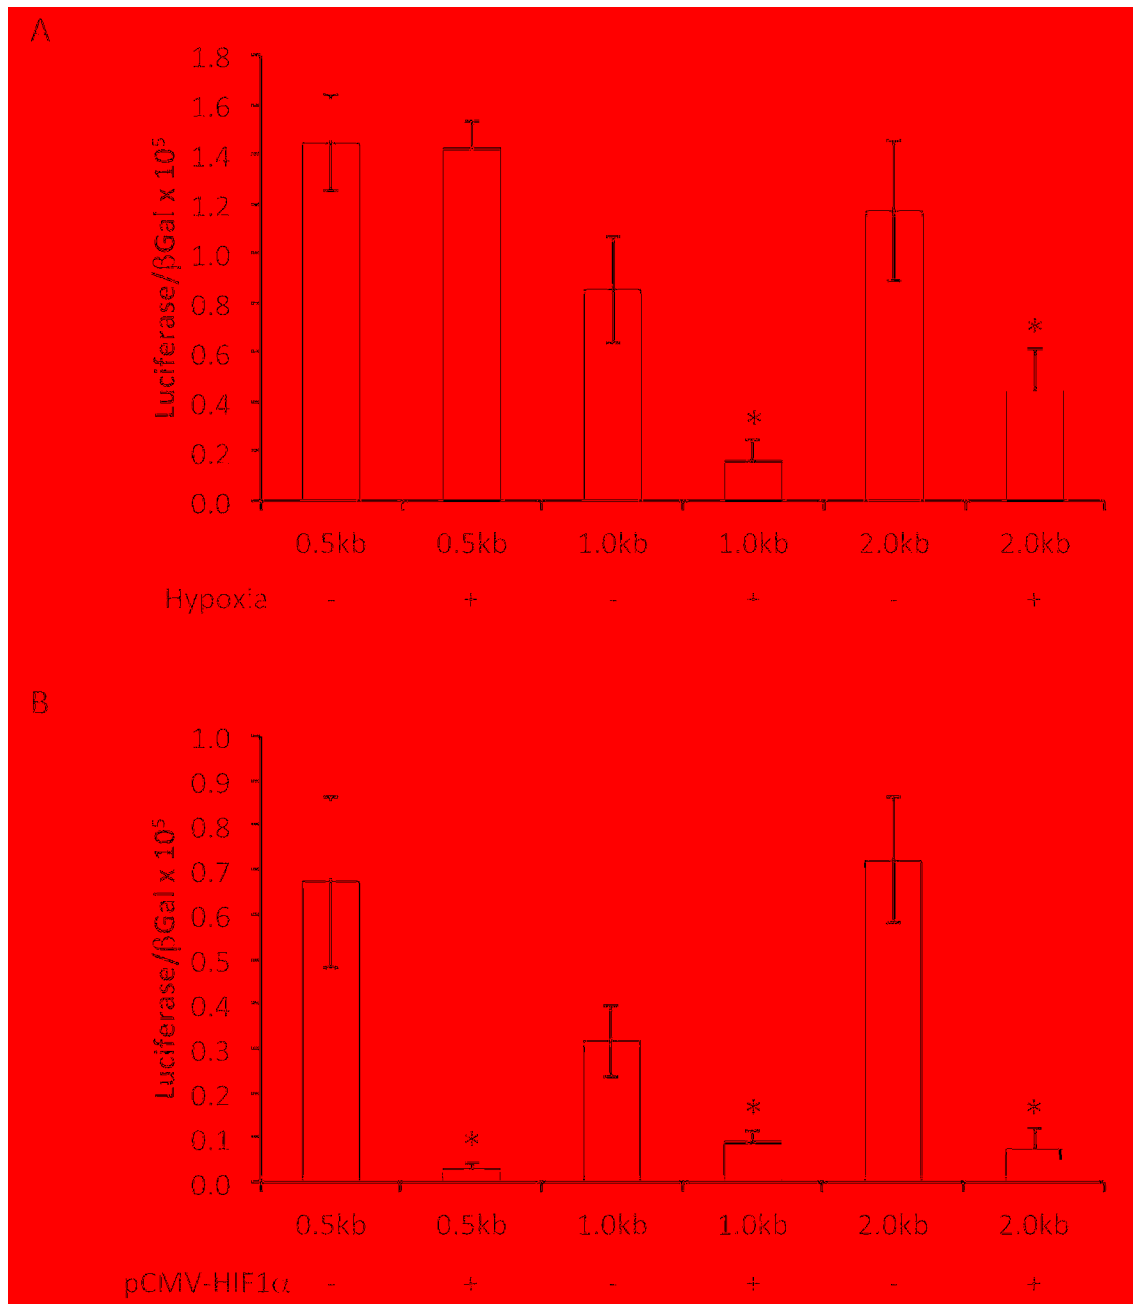 A
1.8
1.6
1.4
1.2
1.0
0.8
0.6
0.4
0.2
0.0
Luciferase/βGal x 10⁵
*
*
0.5kb 0.5kb 1.0kb 1.0kb 2.0kb 2.0kb
Hypoxia - + - + - +
B
1.0
0.9
0.8
0.7
0.6
0.5
0.4
0.3
0.2
0.1
0.0
Luciferase/βGal x 10⁵
* * *
0.5kb 0.5kb 1.0kb 1.0kb 2.0kb 2.0kb
pCMV-HIF1α - + - + - +